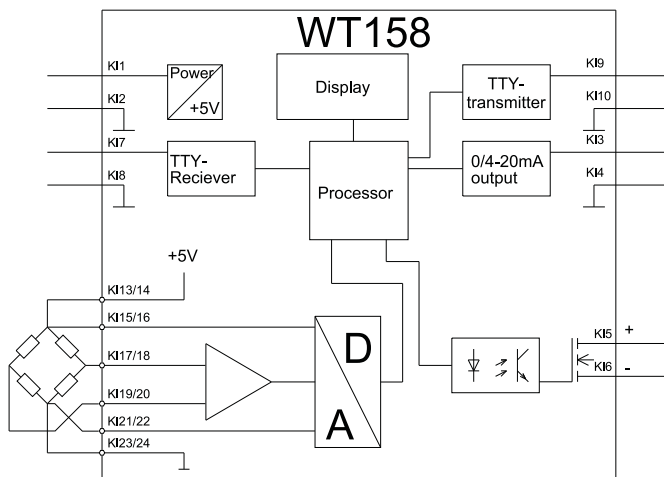 WT158
Kl1
Power
+5V
Kl2
Display
TTY-
transmitter
Kl9
Kl10
Kl7
TTY-
Reciever
Kl8
Processor
0/4-20mA
output
Kl3
Kl4
+5V
Kl13/14
Kl15/16
Kl17/18
Kl19/20
Kl21/22
Kl23/24
D
A
Kl5
+
Kl6
-